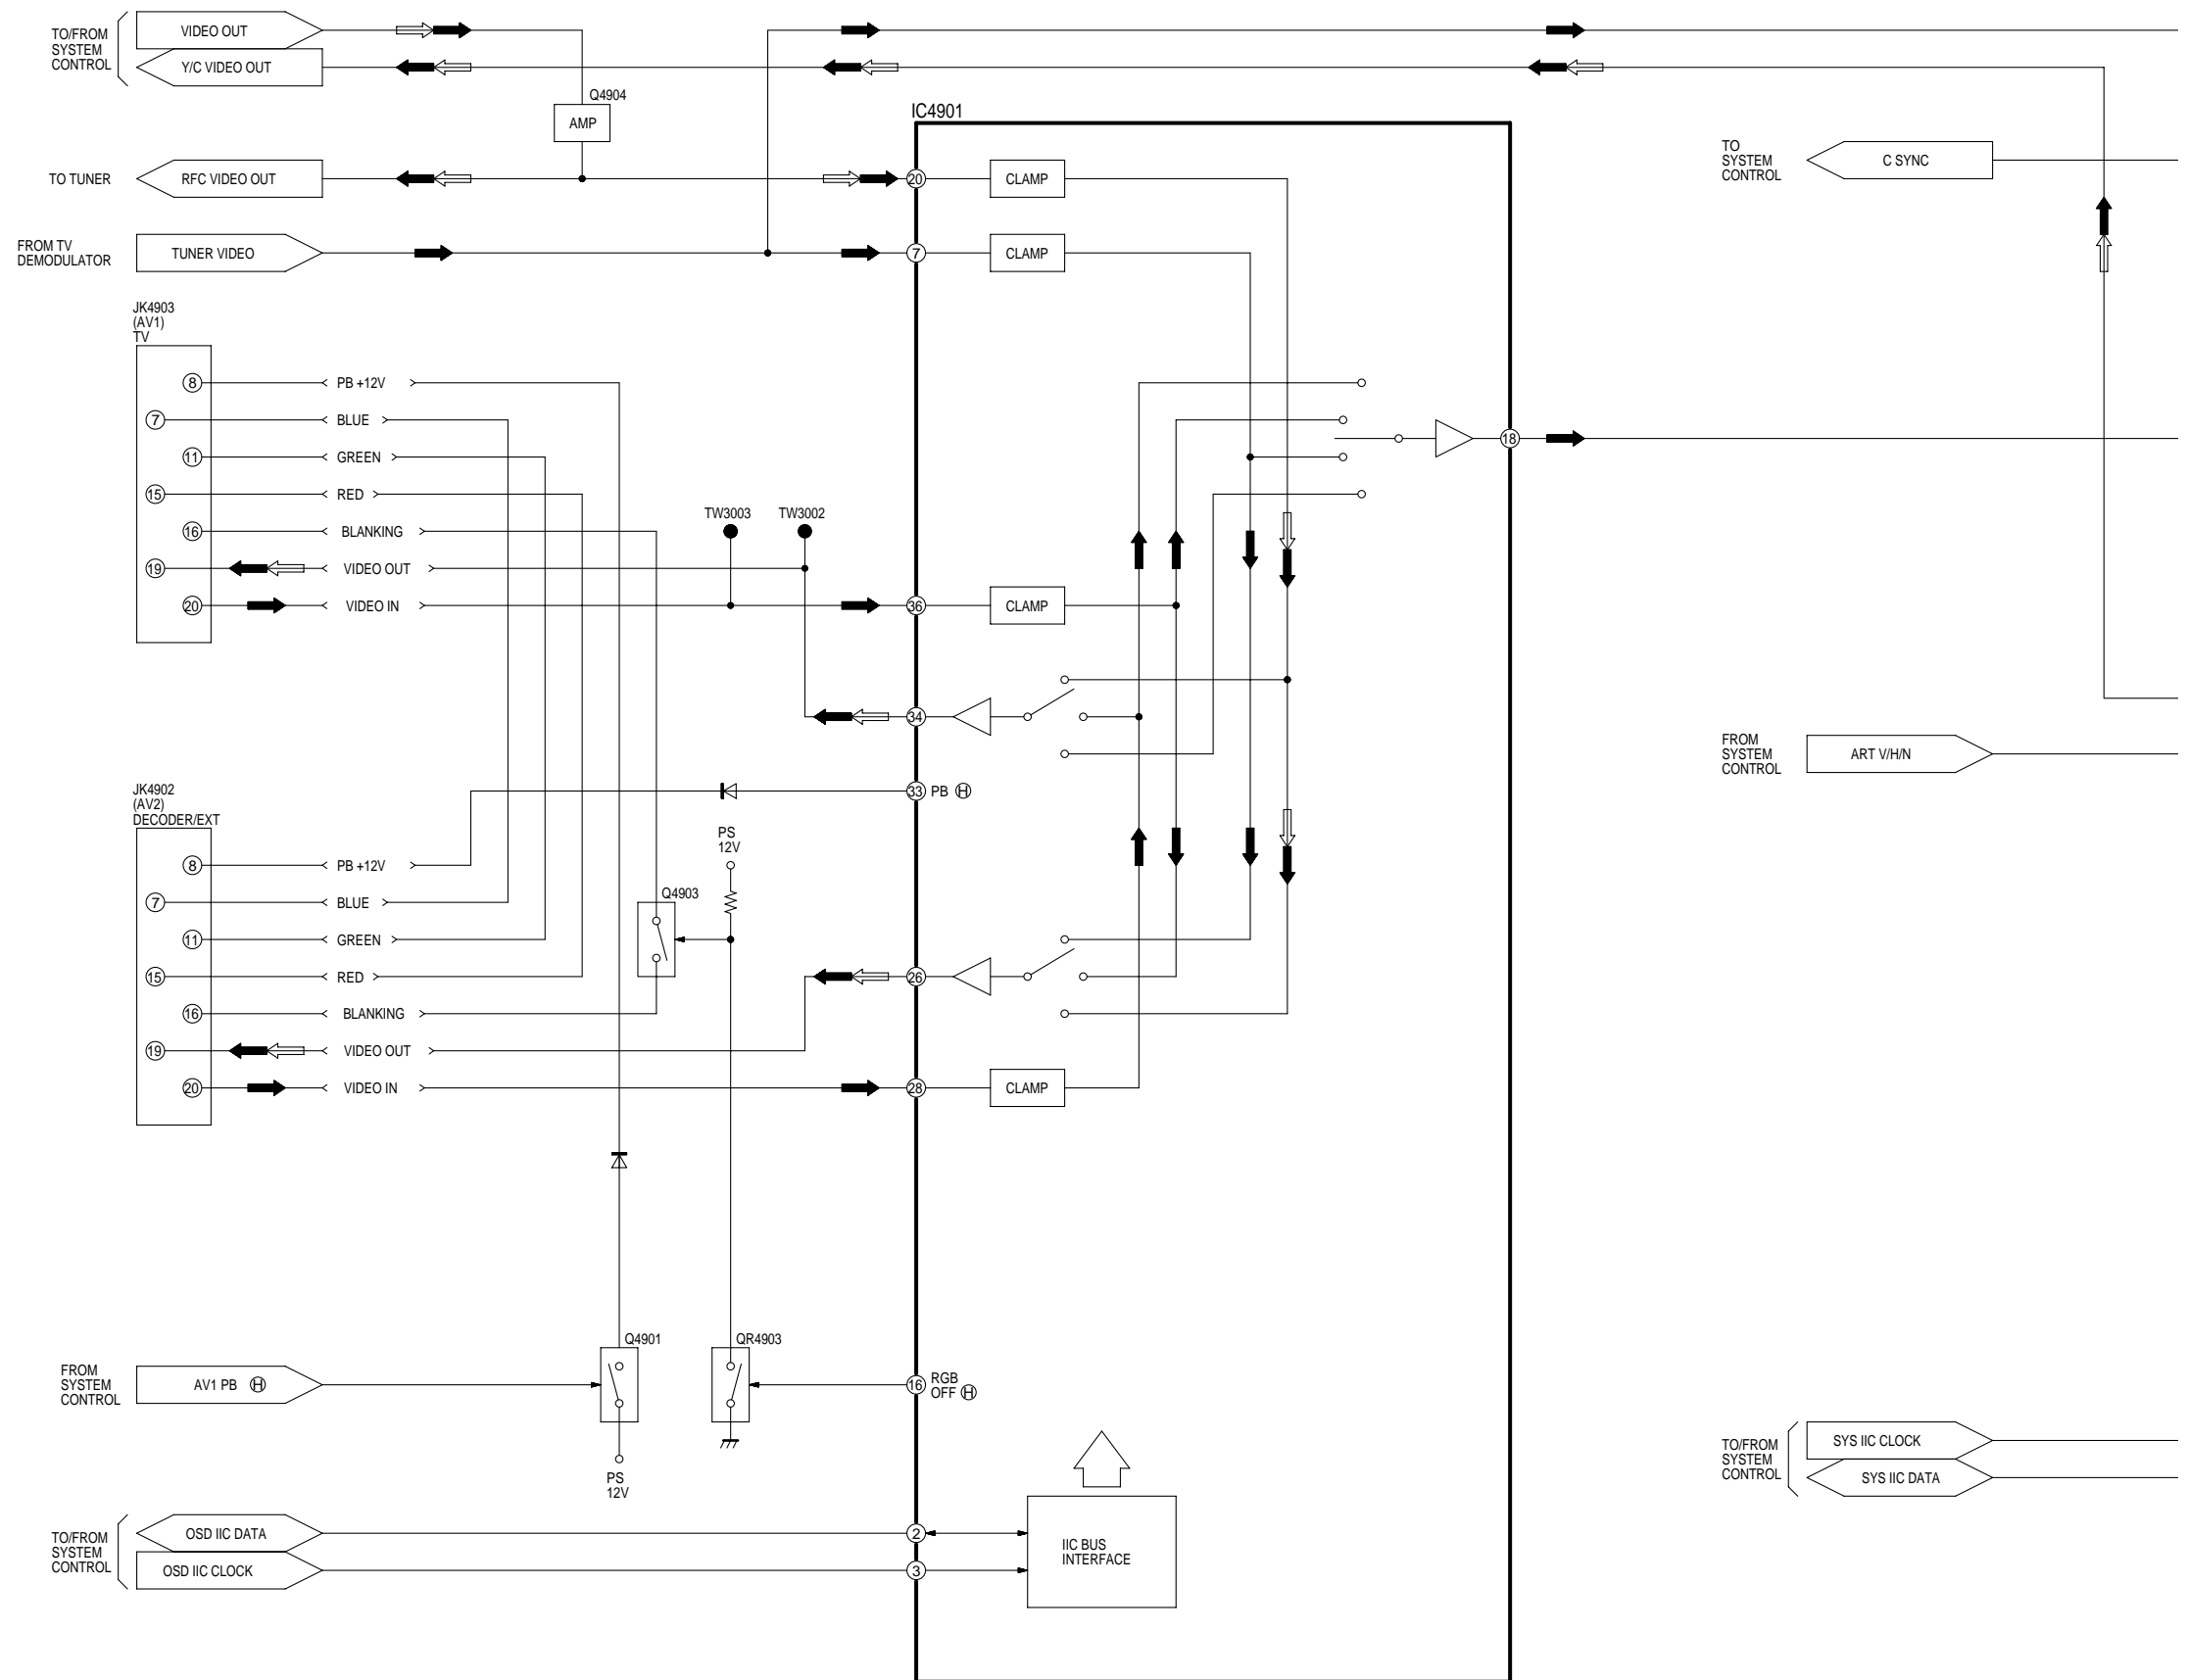 TO/FROM
SYSTEM
CONTROL
VIDEO OUT
Y/C VIDEO OUT
Q4904
AMP
IC4901
TO TUNER
RFC VIDEO OUT
20
CLAMP
TO
SYSTEM
CONTROL
C SYNC
FROM TV
DEMODULATOR
TUNER VIDEO
7
CLAMP
JK4903
(AV1)
TV
8
PB +12V
7
BLUE
11
GREEN
15
RED
16
BLANKING
19
VIDEO OUT
20
VIDEO IN
TW3003
TW3002
18
36
CLAMP
34
33
PB H
FROM
SYSTEM
CONTROL
ART V/H/N
JK4902
(AV2)
DECODER/EXT
8
PB +12V
7
BLUE
11
GREEN
15
RED
16
BLANKING
19
VIDEO OUT
20
VIDEO IN
PS
12V
Q4903
26
28
CLAMP
FROM
SYSTEM
CONTROL
AV1 PB H
Q4901
QR4903
16
RGB
OFF H
PS
12V
TO/FROM
SYSTEM
CONTROL
SYS IIC CLOCK
SYS IIC DATA
TO/FROM
SYSTEM
CONTROL
OSD IIC DATA
OSD IIC CLOCK
2
3
IIC BUS
INTERFACE